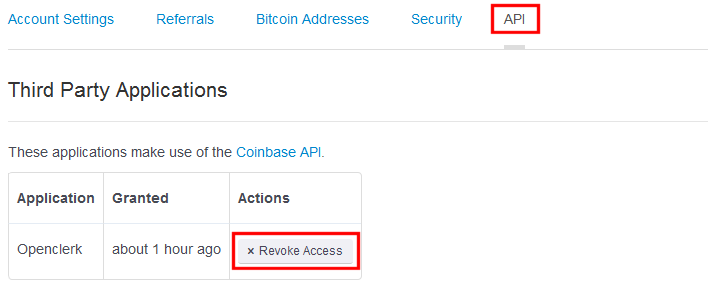 Account Settings Referrals Bitcoin Addresses Security API
Third Party Applications
These applications make use of the Coinbase API.
Application Granted Actions
Openclerk about 1 hour ago × Revoke Access